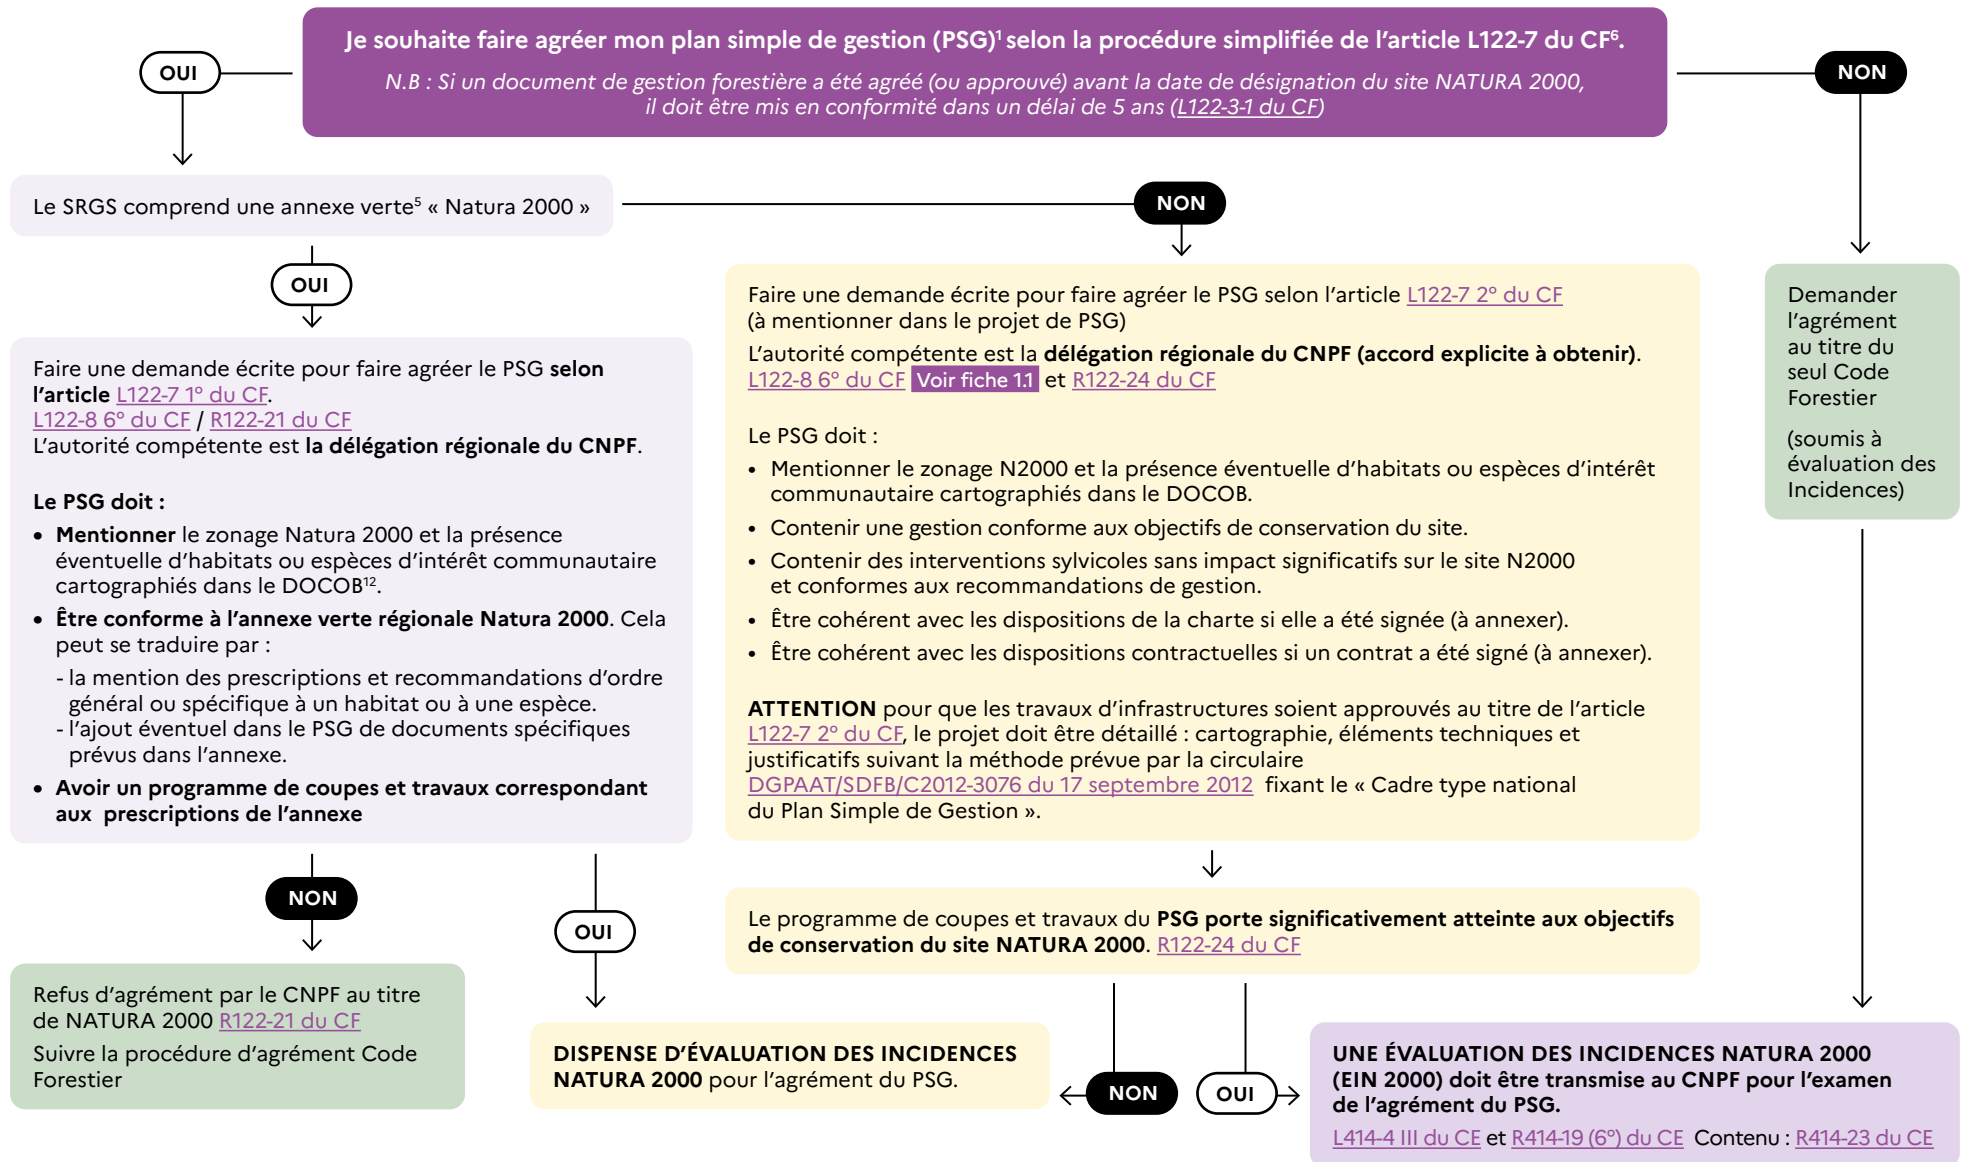 Je souhaite faire agréer mon plan simple de gestion (PSG)¹ selon la procédure simplifiée de l'article L122-7 du CF⁶.
N.B : Si un document de gestion forestière a été agréé (ou approuvé) avant la date de désignation du site NATURA 2000,
il doit être mis en conformité dans un délai de 5 ans (L122-3-1 du CF)
OUI
NON
Le SRGS comprend une annexe verte⁵ « Natura 2000 »
NON
OUI
Faire une demande écrite pour faire agréer le PSG selon
l'article L122-7 1° du CF.
L122-8 6° du CF / R122-21 du CF
L'autorité compétente est la délégation régionale du CNPF.
Le PSG doit :
• Mentionner le zonage Natura 2000 et la présence
éventuelle d'habitats ou espèces d'intérêt communautaire
cartographiés dans le DOCOB¹².
• Être conforme à l'annexe verte régionale Natura 2000. Cela
peut se traduire par :
- la mention des prescriptions et recommandations d'ordre
général ou spécifique à un habitat ou à une espèce.
- l'ajout éventuel dans le PSG de documents spécifiques
prévus dans l'annexe.
• Avoir un programme de coupes et travaux correspondant
aux prescriptions de l'annexe
Faire une demande écrite pour faire agréer le PSG selon l'article L122-7 2° du CF
(à mentionner dans le projet de PSG)
L'autorité compétente est la délégation régionale du CNPF (accord explicite à obtenir).
L122-8 6° du CF Voir fiche 1.1 et R122-24 du CF
Le PSG doit :
• Mentionner le zonage N2000 et la présence éventuelle d'habitats ou espèces d'intérêt
communautaire cartographiés dans le DOCOB.
• Contenir une gestion conforme aux objectifs de conservation du site.
• Contenir des interventions sylvicoles sans impact significatifs sur le site N2000
et conformes aux recommandations de gestion.
• Être cohérent avec les dispositions de la charte si elle a été signée (à annexer).
• Être cohérent avec les dispositions contractuelles si un contrat a été signé (à annexer).
ATTENTION pour que les travaux d'infrastructures soient approuvés au titre de l'article
L122-7 2° du CF, le projet doit être détaillé : cartographie, éléments techniques et
justificatifs suivant la méthode prévue par la circulaire
DGPAAT/SDFB/C2012-3076 du 17 septembre 2012 fixant le « Cadre type national
du Plan Simple de Gestion ».
Demander
l'agrément
au titre du
seul Code
Forestier
(soumis à
évaluation des
Incidences)
NON
OUI
Le programme de coupes et travaux du PSG porte significativement atteinte aux objectifs
de conservation du site NATURA 2000. R122-24 du CF
Refus d'agrément par le CNPF au titre
de NATURA 2000 R122-21 du CF
Suivre la procédure d'agrément Code
Forestier
DISPENSE D'ÉVALUATION DES INCIDENCES
NATURA 2000 pour l'agrément du PSG.
NON
OUI
UNE ÉVALUATION DES INCIDENCES NATURA 2000
(EIN 2000) doit être transmise au CNPF pour l'examen
de l'agrément du PSG.
L414-4 III du CE et R414-19 (6°) du CE Contenu : R414-23 du CE